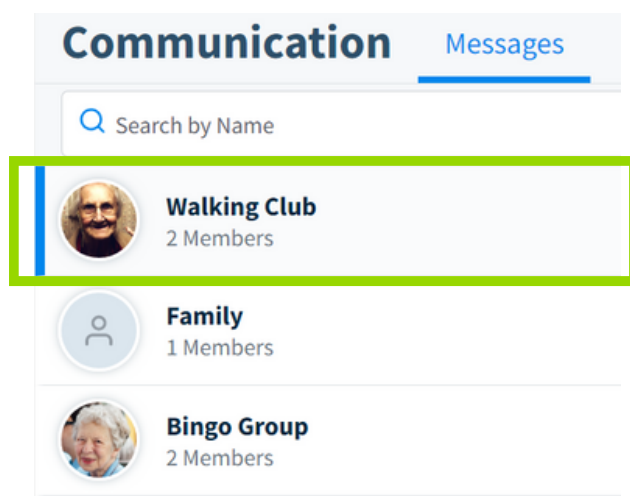 Communication Messages
Search by Name
Walking Club
2 Members
Family
1 Members
Bingo Group
2 Members